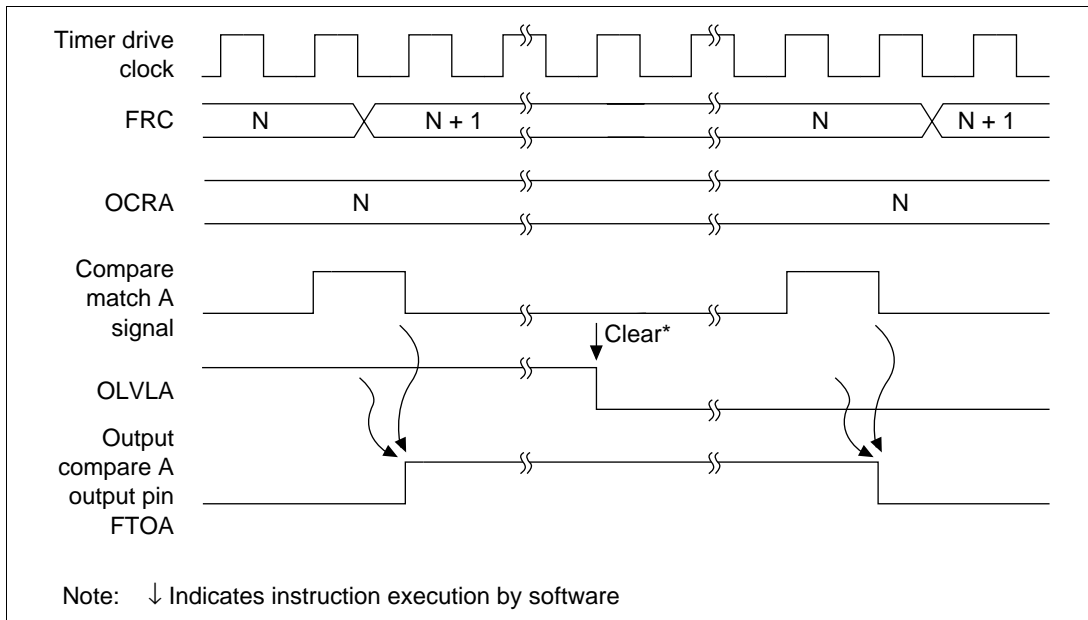 Timer drive
clock
FRC
N
N + 1
N
N + 1
OCRA
N
N
Compare
match A
signal
Clear*
OLVLA
Output
compare A
output pin
FTOA
Note: ↓ Indicates instruction execution by software